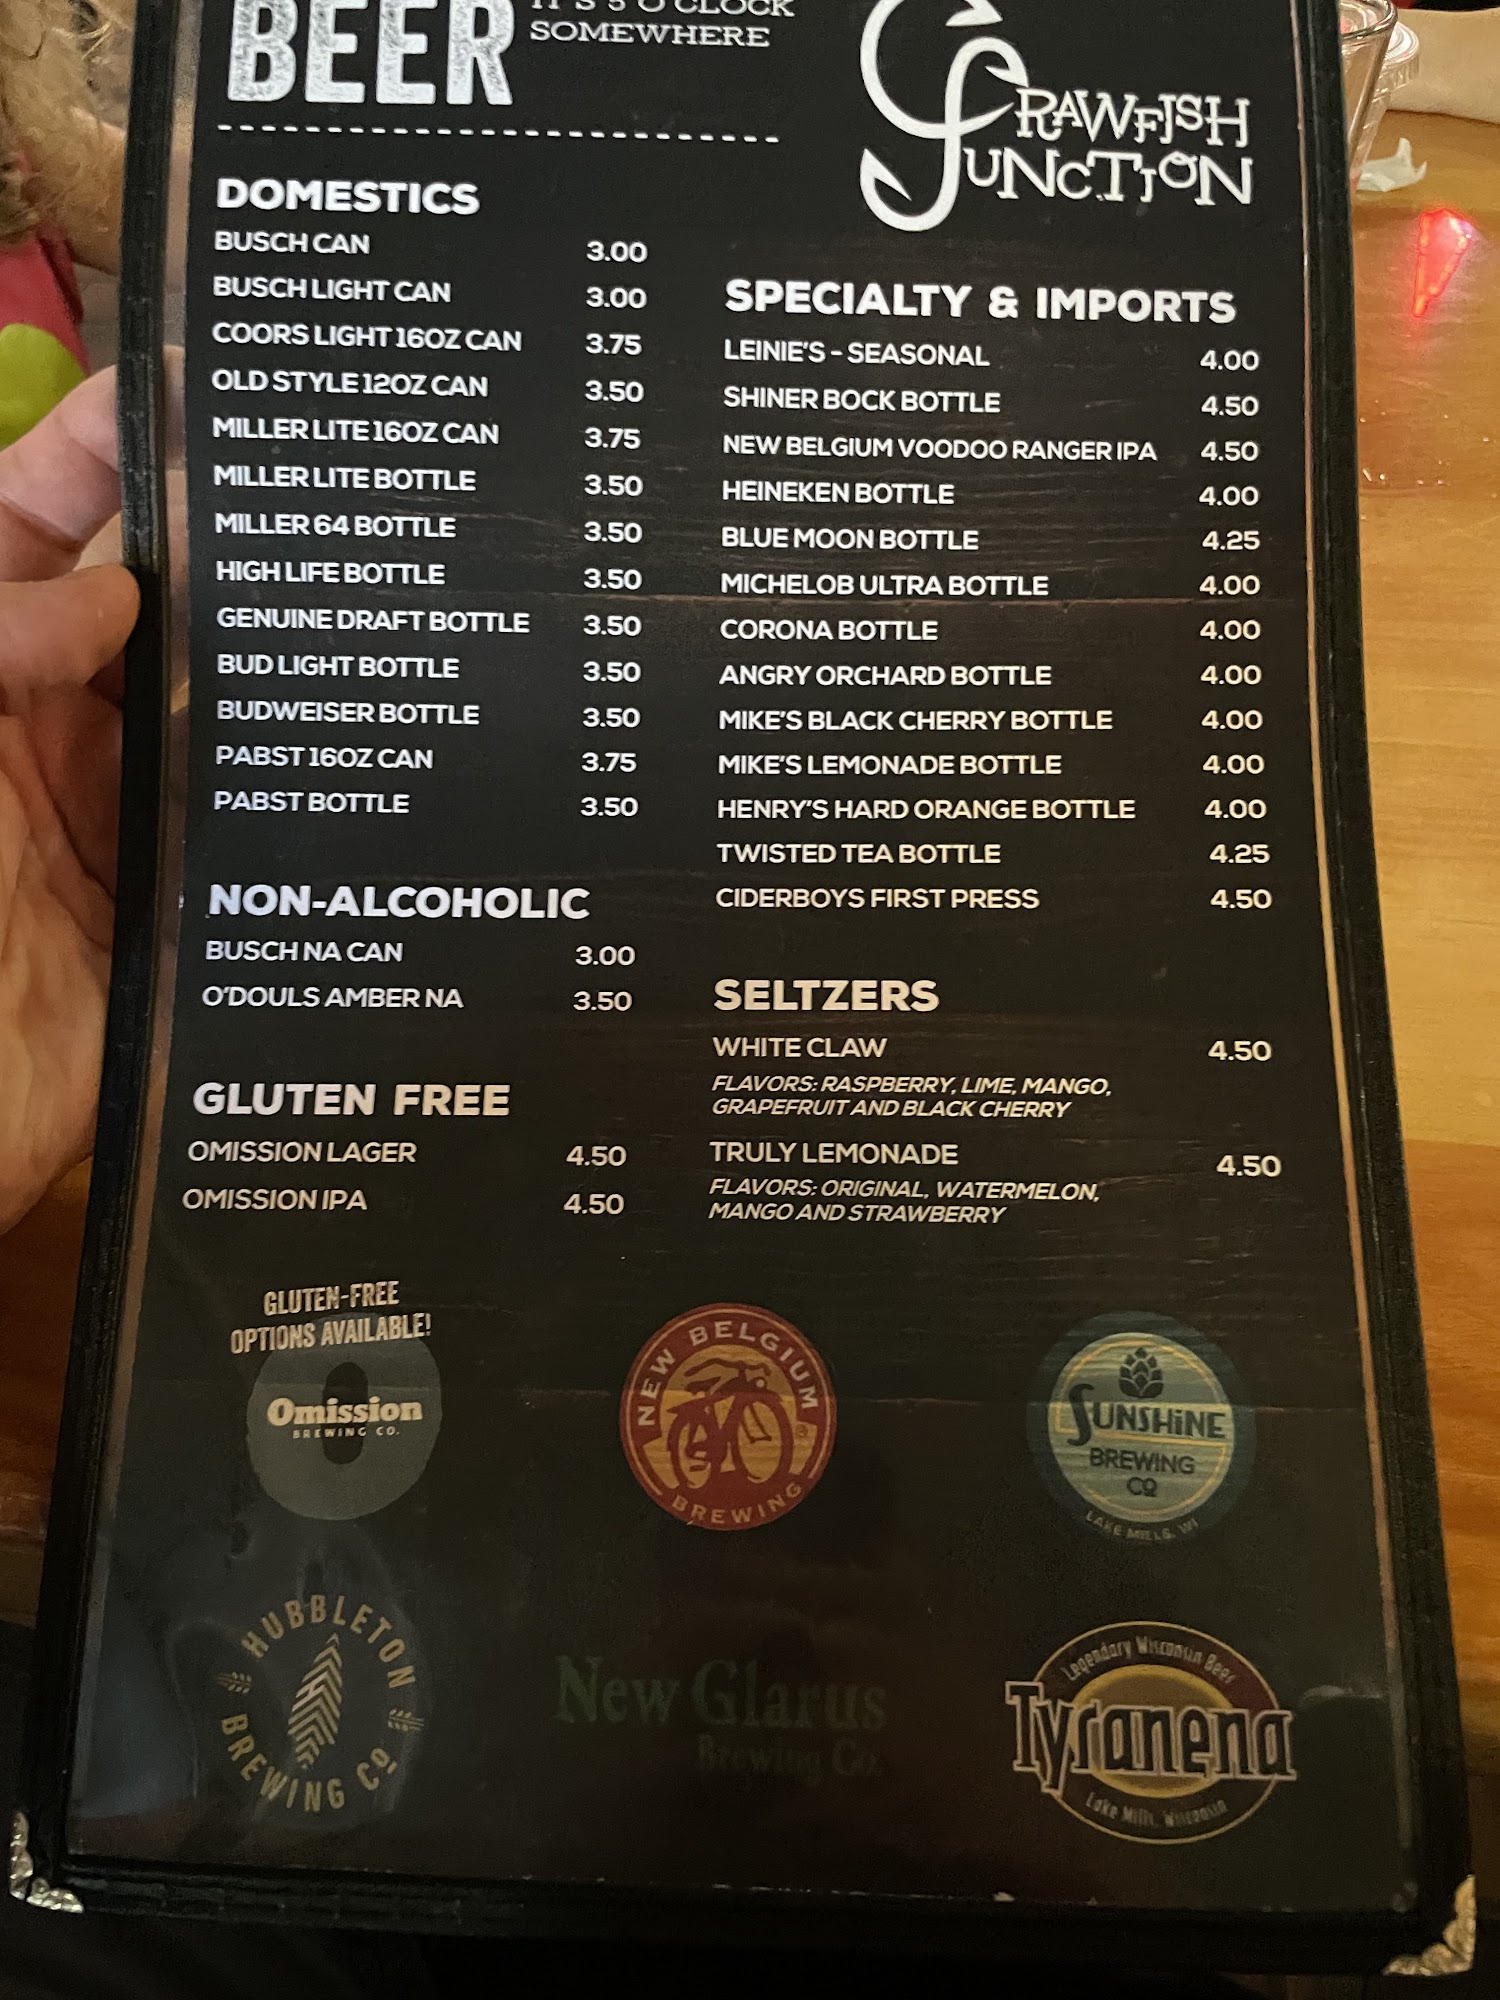 BEER
IT'S 5 O'CLOCK
SOMEWHERE
CRAWFISH
JUNCTION
DOMESTICS
BUSCH CAN 3.00
BUSCH LIGHT CAN 3.00
COORS LIGHT 16OZ CAN 3.75
OLD STYLE 12OZ CAN 3.50
MILLER LITE 16OZ CAN 3.75
MILLER LITE BOTTLE 3.50
MILLER 64 BOTTLE 3.50
HIGH LIFE BOTTLE 3.50
GENUINE DRAFT BOTTLE 3.50
BUD LIGHT BOTTLE 3.50
BUDWEISER BOTTLE 3.50
PABST 16OZ CAN 3.75
PABST BOTTLE 3.50
NON-ALCOHOLIC
BUSCH NA CAN 3.00
O'DOULS AMBER NA 3.50
GLUTEN FREE
OMISSION LAGER 4.50
OMISSION IPA 4.50
SPECIALTY & IMPORTS
LEINIE'S - SEASONAL 4.00
SHINER BOCK BOTTLE 4.50
NEW BELGIUM VOODOO RANGER IPA 4.50
HEINEKEN BOTTLE 4.00
BLUE MOON BOTTLE 4.25
MICHELOB ULTRA BOTTLE 4.00
CORONA BOTTLE 4.00
ANGRY ORCHARD BOTTLE 4.00
MIKE'S BLACK CHERRY BOTTLE 4.00
MIKE'S LEMONADE BOTTLE 4.00
HENRY'S HARD ORANGE BOTTLE 4.00
TWISTED TEA BOTTLE 4.25
CIDERBOYS FIRST PRESS 4.50
SELTZERS
WHITE CLAW 4.50
FLAVORS: RASPBERRY, LIME, MANGO,
GRAPEFRUIT AND BLACK CHERRY
TRULY LEMONADE 4.50
FLAVORS: ORIGINAL, WATERMELON,
MANGO AND STRAWBERRY
GLUTEN-FREE
OPTIONS AVAILABLE!
Omission
BREWING CO.
NEW BELGIUM
BREWING
SUNSHiNE
BREWING
CO
LAKE MILLS, WI
HUBBLETON
BREWING CO
New Glarus
Brewing Co.
Legendary Wisconsin Beer
Tyranena
Lake Mills, Wisconsin